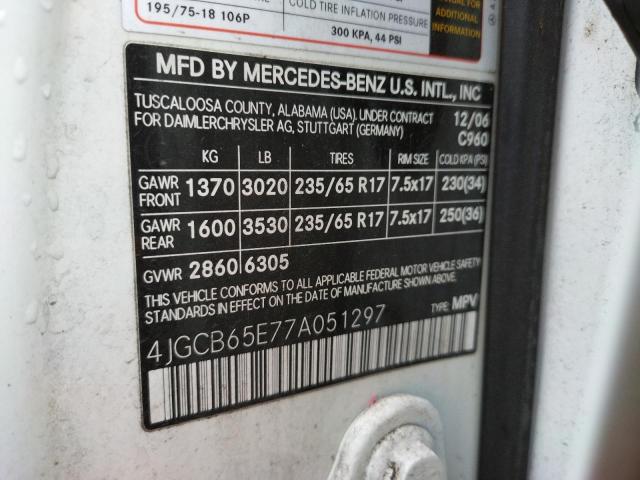 195/75-18 106P
COLD TIRE INFLATION PRESSURE
300 KPA, 44 PSI
MANUAL FOR
ADDITIONAL
INFORMATION
MFD BY MERCEDES-BENZ U.S. INTL., INC
TUSCALOOSA COUNTY, ALABAMA (USA). UNDER CONTRACT 12/06
FOR DAIMLERCHRYSLER AG, STUTTGART (GERMANY) C960
KG LB TIRES RIM SIZE COLD KPA (PSI)
GAWR FRONT 1370 3020 235/65 R17 7.5x17 230(34)
GAWR REAR 1600 3530 235/65 R17 7.5x17 250(36)
GVWR 2860 6305
THIS VEHICLE CONFORMS TO ALL APPLICABLE FEDERAL MOTOR VEHICLE SAFETY
STANDARDS IN EFFECT ON THE DATE OF MANUFACTURE SHOWN ABOVE.
4JGCB65E77A051297 TYPE: MPV